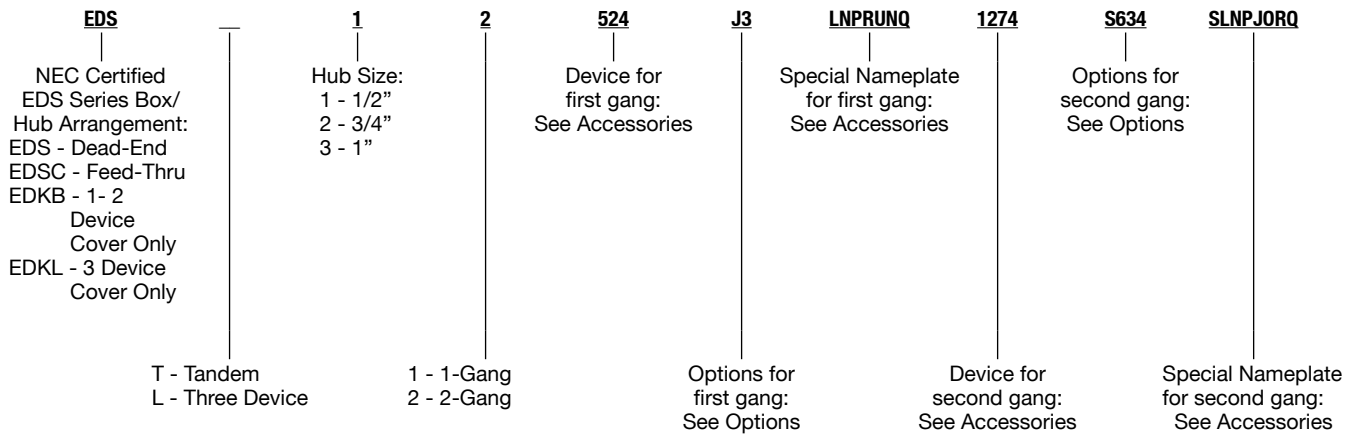 EDS __ 1 2 524 J3 LNPRUNQ 1274 S634 SLNPJORQ
NEC Certified
EDS Series Box/
Hub Arrangement:
EDS - Dead-End
EDSC - Feed-Thru
EDKB - 1- 2
Device
Cover Only
EDKL - 3 Device
Cover Only
Hub Size:
1 - 1/2”
2 - 3/4”
3 - 1”
Device for
first gang:
See Accessories
Special Nameplate
for first gang:
See Accessories
Options for
second gang:
See Options
T - Tandem
L - Three Device
1 - 1-Gang
2 - 2-Gang
Options for
first gang:
See Options
Device for
second gang:
See Accessories
Special Nameplate
for second gang:
See Accessories